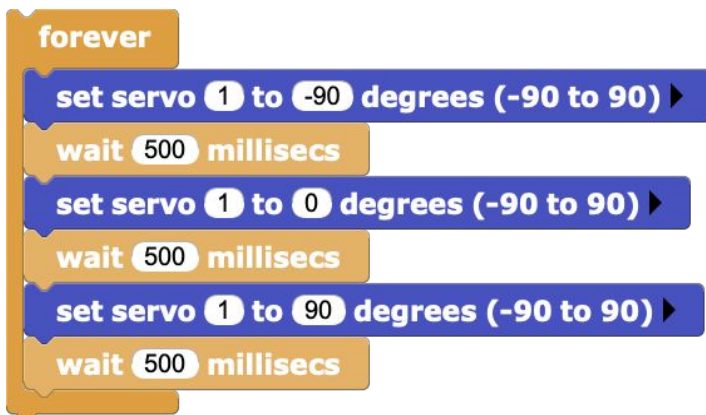 forever
set servo 1 to -90 degrees (-90 to 90)
wait 500 millisecs
set servo 1 to 0 degrees (-90 to 90)
wait 500 millisecs
set servo 1 to 90 degrees (-90 to 90)
wait 500 millisecs